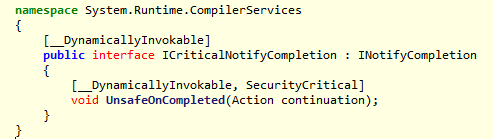 namespace System.Runtime.CompilerServices
{
[__DynamicallyInvokable]
public interface ICriticalNotifyCompletion : INotifyCompletion
{
[__DynamicallyInvokable, SecurityCritical]
void UnsafeOnCompleted(Action continuation);
}
}